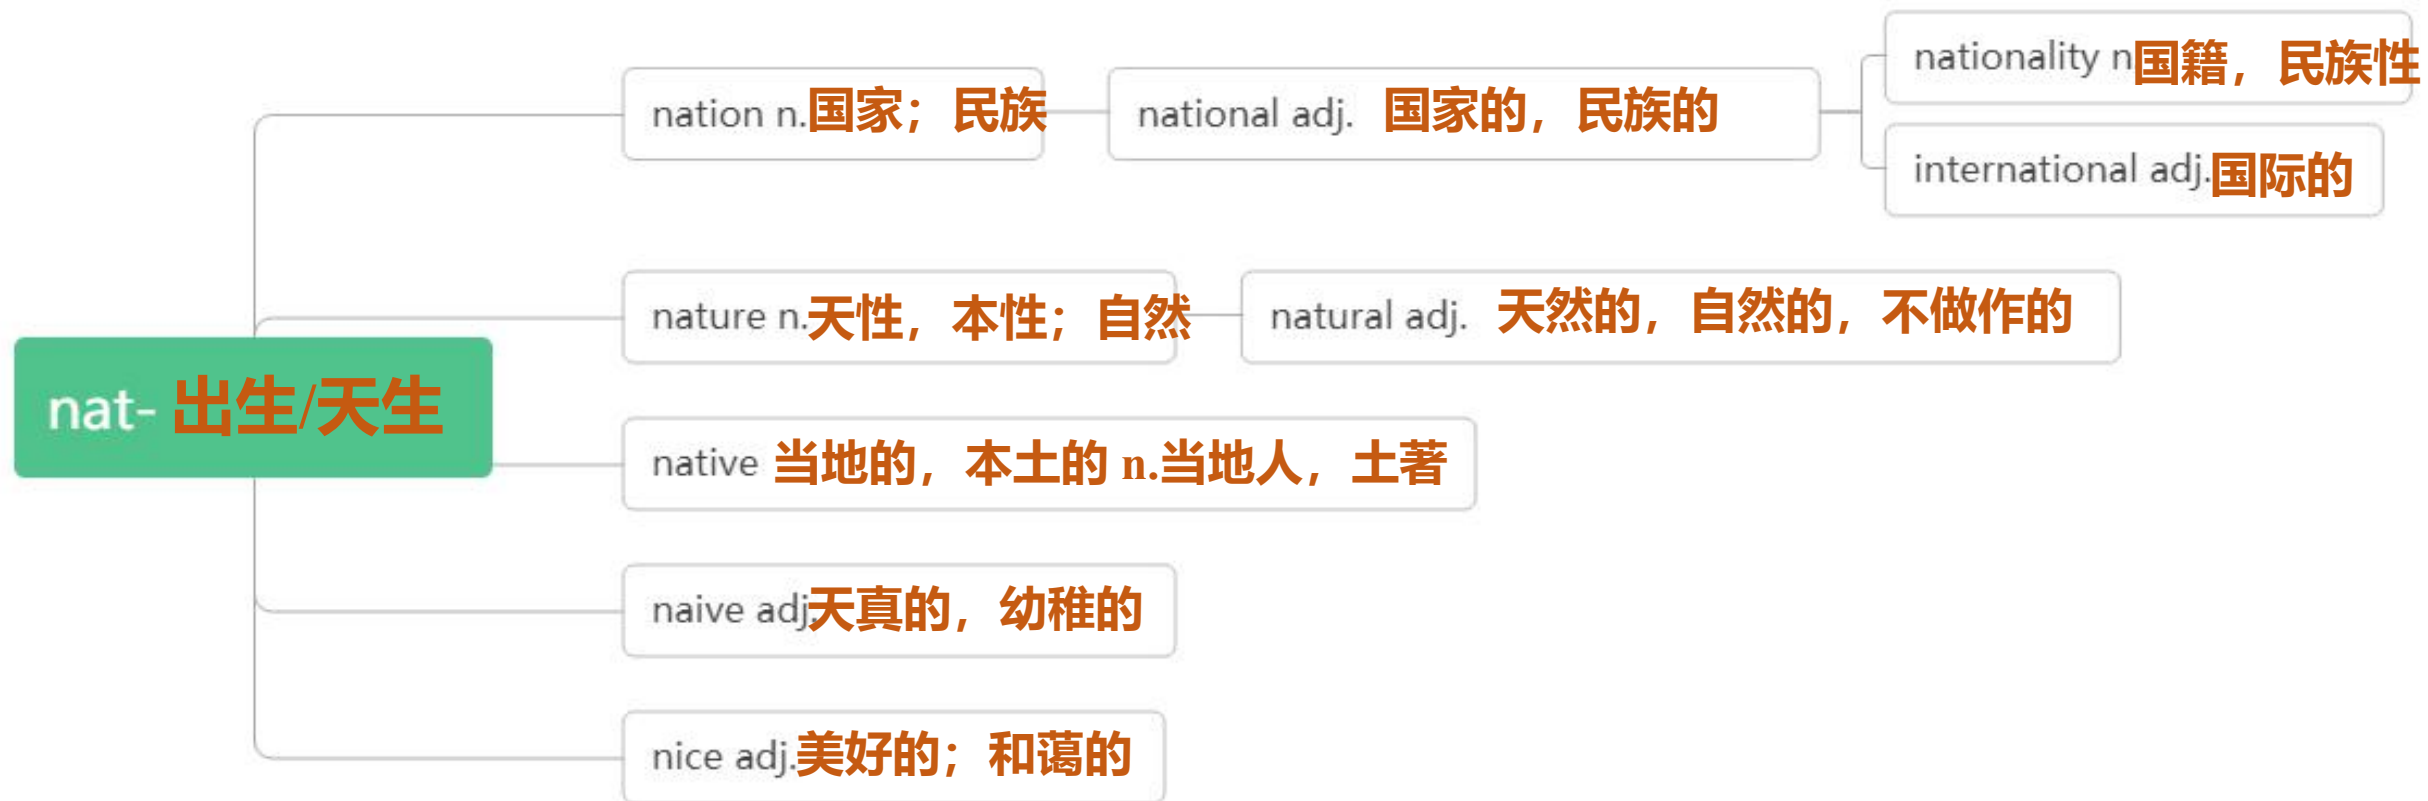 nation n.国家；民族
national adj. 国家的，民族的
nationality n国籍，民族性
international adj.国际的
nature n.天性，本性；自然
natural adj. 天然的，自然的，不做作的
nat- 出生/天生
native 当地的，本土的 n.当地人，土著
naive adj.天真的，幼稚的
nice adj.美好的；和蔼的